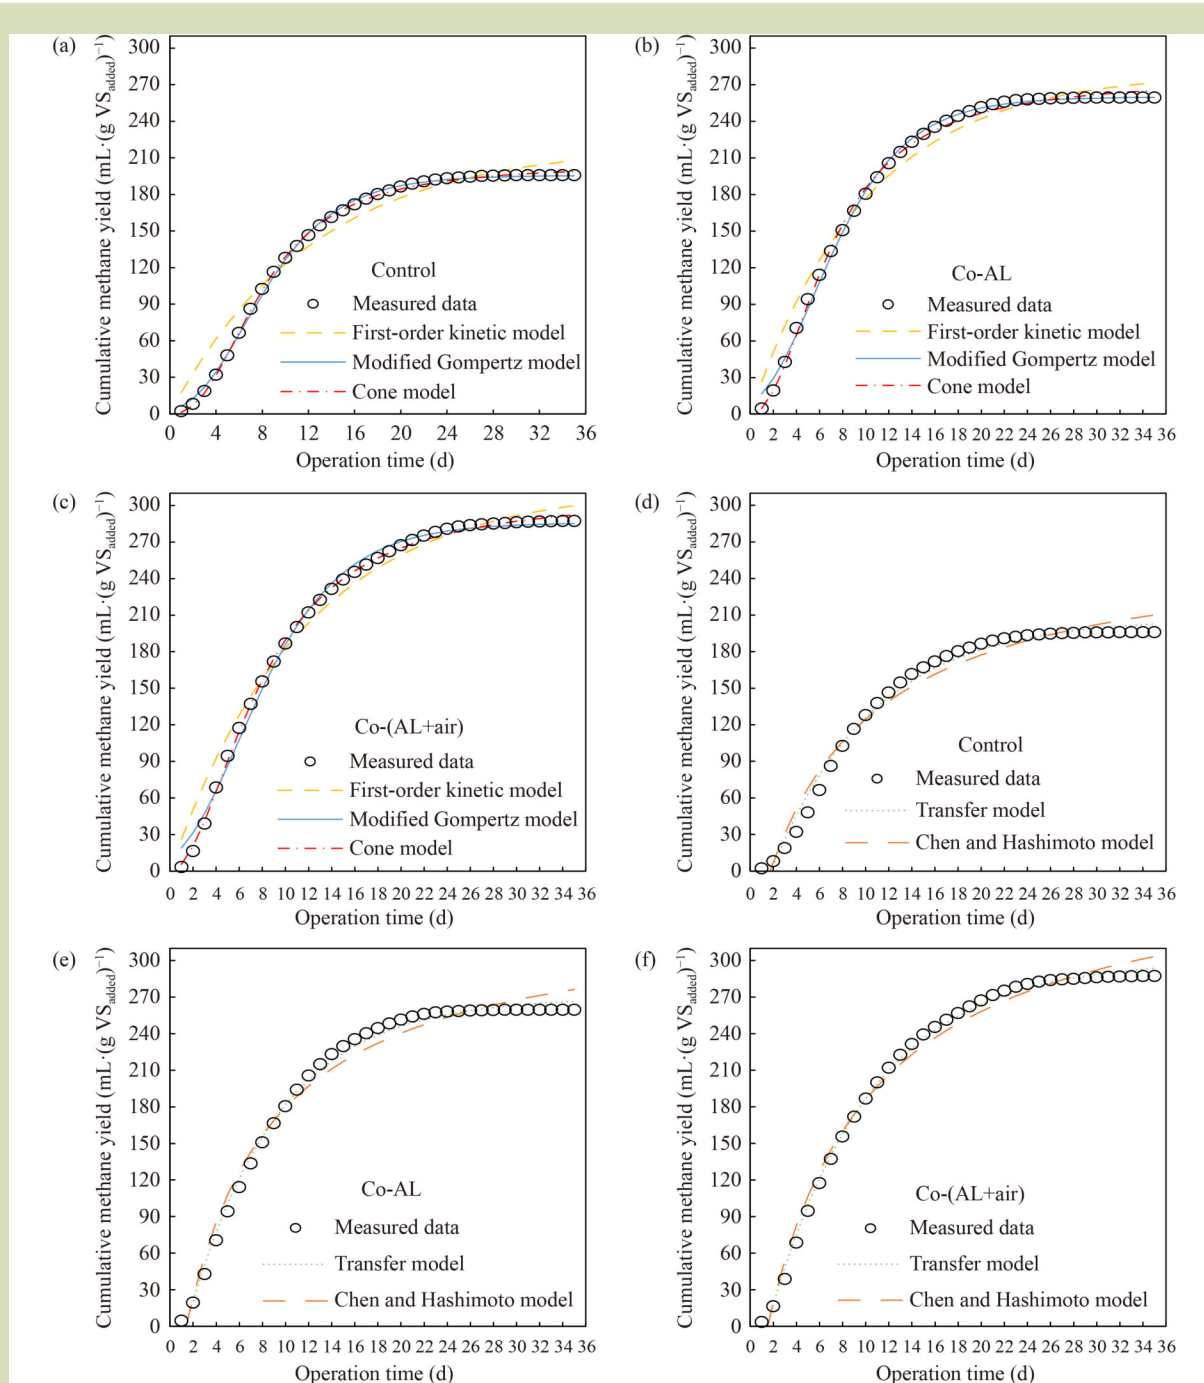 (a)
Cumulative methane yield (mL·(g VS_added)⁻¹)
300
270
240
210
180
150
120
90
60
30
0
Control
Measured data
First-order kinetic model
Modified Gompertz model
Cone model
0 4 8 12 16 20 24 28 32 36
Operation time (d)
(b)
Cumulative methane yield (mL·(g VS_added)⁻¹)
300
270
240
210
180
150
120
90
60
30
0
Co-AL
Measured data
First-order kinetic model
Modified Gompertz model
Cone model
0 2 4 6 8 10 12 14 16 18 20 22 24 26 28 30 32 34 36
Operation time (d)
(c)
Cumulative methane yield (mL·(g VS_added)⁻¹)
300
270
240
210
180
150
120
90
60
30
0
Co-(AL+air)
Measured data
First-order kinetic model
Modified Gompertz model
Cone model
0 2 4 6 8 10 12 14 16 18 20 22 24 26 28 30 32 34 36
Operation time (d)
(d)
Cumulative methane yield (mL·(g VS_added)⁻¹)
300
270
240
210
180
150
120
90
60
30
0
Control
Measured data
Transfer model
Chen and Hashimoto model
0 2 4 6 8 10 12 14 16 18 20 22 24 26 28 30 32 34 36
Operation time (d)
(e)
Cumulative methane yield (mL·(g VS_added)⁻¹)
300
270
240
210
180
150
120
90
60
30
0
Co-AL
Measured data
Transfer model
Chen and Hashimoto model
0 2 4 6 8 10 12 14 16 18 20 22 24 26 28 30 32 34 36
Operation time (d)
(f)
Cumulative methane yield (mL·(g VS_added)⁻¹)
300
270
240
210
180
150
120
90
60
30
0
Co-(AL+air)
Measured data
Transfer model
Chen and Hashimoto model
0 2 4 6 8 10 12 14 16 18 20 22 24 26 28 30 32 34 36
Operation time (d)